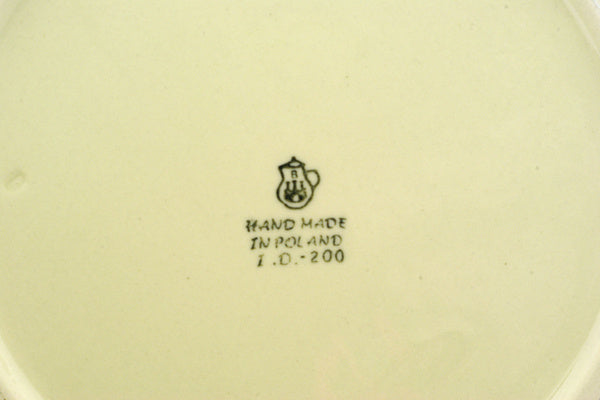 B
HAND MADE
IN POLAND
I.D.-200